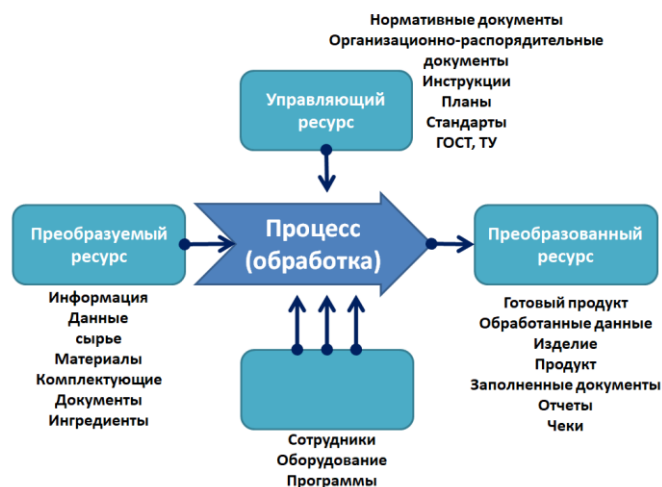 Нормативные документы
Организационно-распорядительные
документы
Инструкции
Планы
Стандарты
ГОСТ, ТУ
Управляющий
ресурс
Преобразуемый
ресурс
Процесс
(обработка)
Преобразованный
ресурс
Информация
Данные
сырье
Материалы
Комплектующие
Документы
Ингредиенты
Готовый продукт
Обработанные данные
Изделие
Продукт
Заполненные документы
Отчеты
Чеки
Сотрудники
Оборудование
Программы